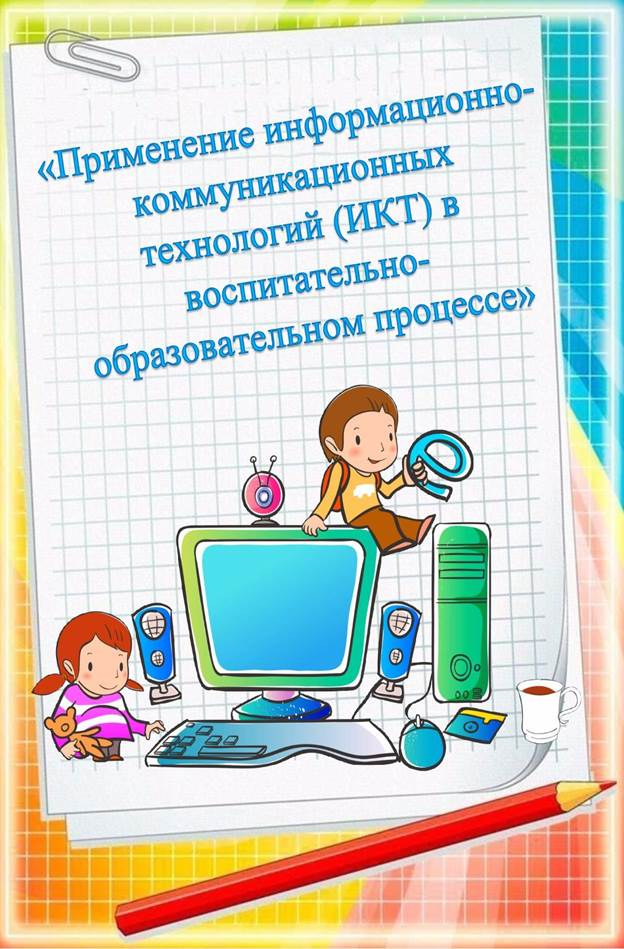 «Применение информационно-
коммуникационных
технологий (ИКТ) в
воспитательно-
образовательном процессе»